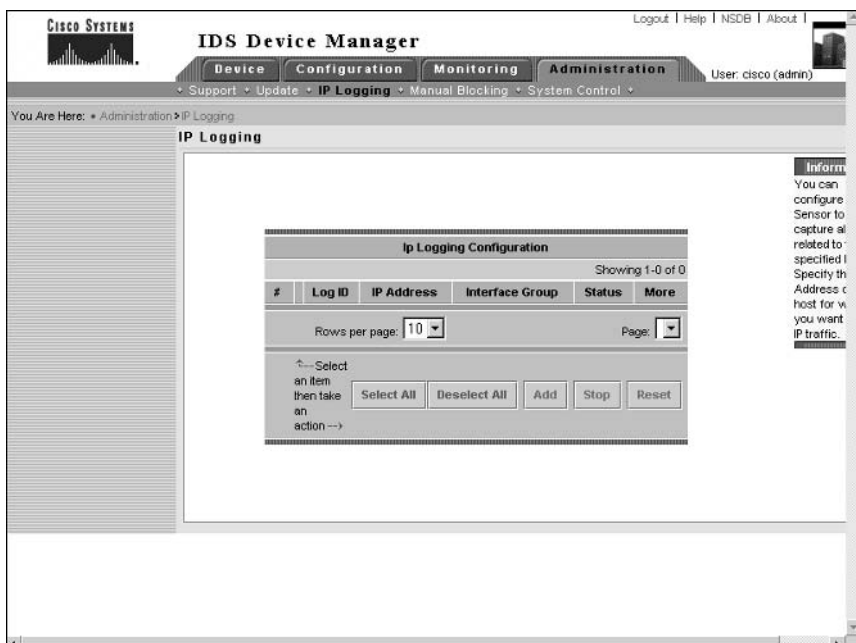 CISCO SYSTEMS
Logout | Help | NSDB | About |
IDS Device Manager
Device Configuration Monitoring Administration
User: cisco (admin)
Support Update IP Logging Manual Blocking System Control
You Are Here: Administration > IP Logging
IP Logging
Inform
You can
configure
Sensor to
capture al
related to
specified I
Specify th
Address o
host for w
you want
IP traffic.
Ip Logging Configuration
Showing 1-0 of 0
# Log ID IP Address Interface Group Status More
Rows per page: 10 Page:
↑--Select
an item
then take
an
action -->
Select All Deselect All Add Stop Reset